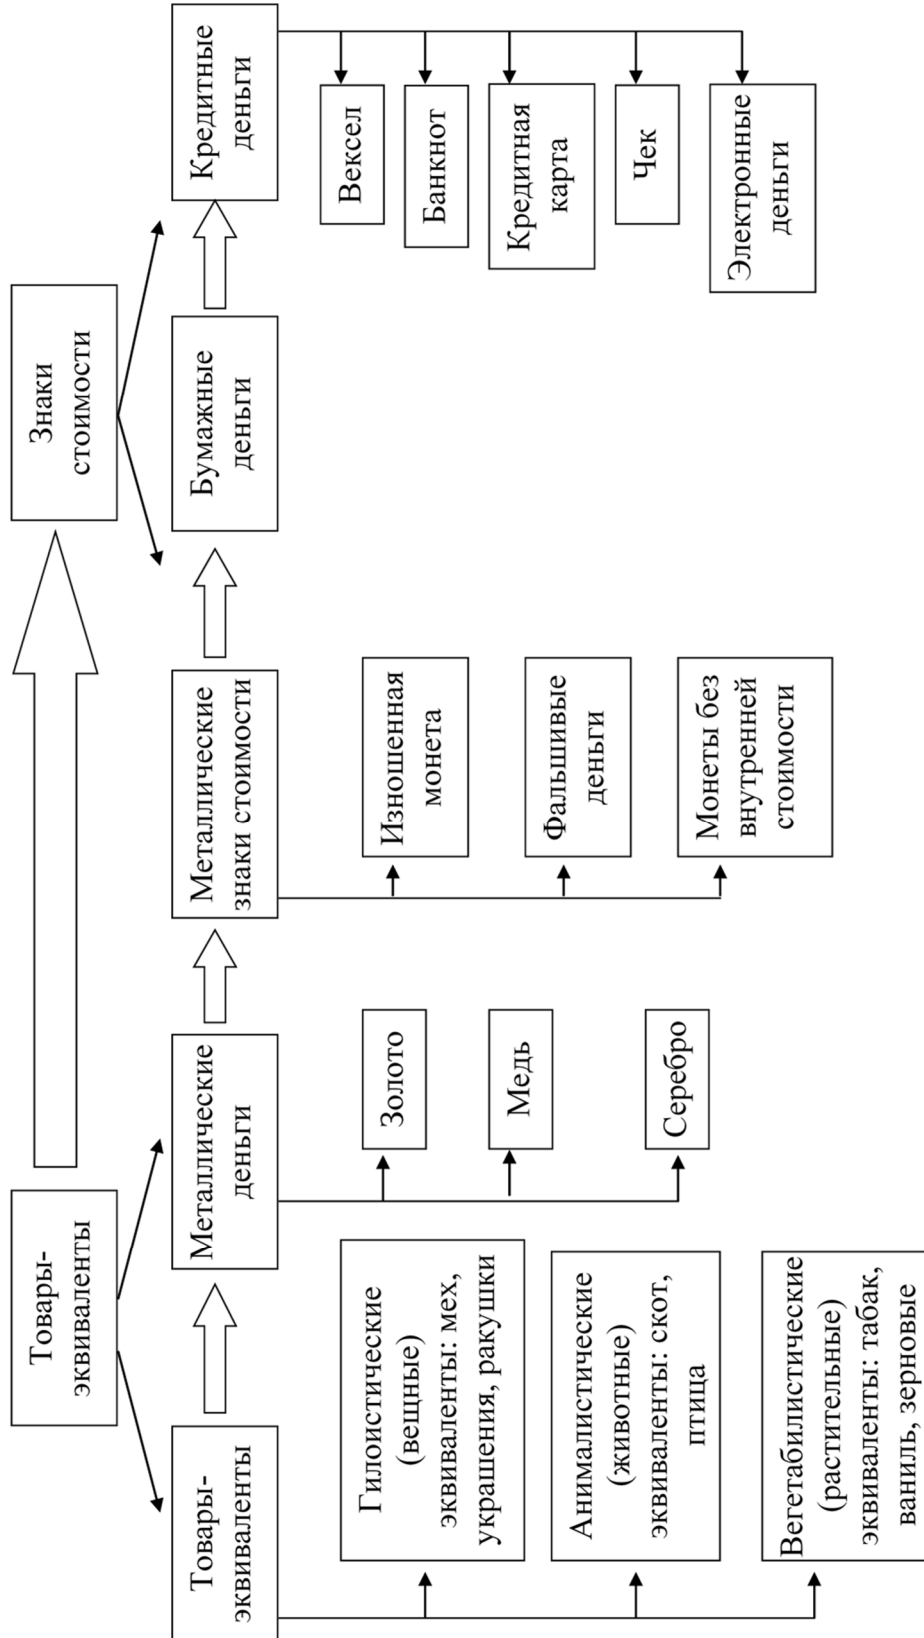 Товары-
эквиваленты
Знаки
стоимости
Товары-
эквиваленты
Металлические
деньги
Металлические
знаки стоимости
Бумажные
деньги
Кредитные
деньги
Гилоистические
(вещные)
эквиваленты: мех,
украшения, ракушки
Анималистические
(животные)
эквиваленты: скот,
птица
Вегетабилистические
(растительные)
эквиваленты: табак,
ваниль, зерновые
Золото
Медь
Серебро
Изношенная
монета
Фальшивые
деньги
Монеты без
внутренней
стоимости
Вексел
Банкнот
Кредитная
карта
Чек
Электронные
деньги